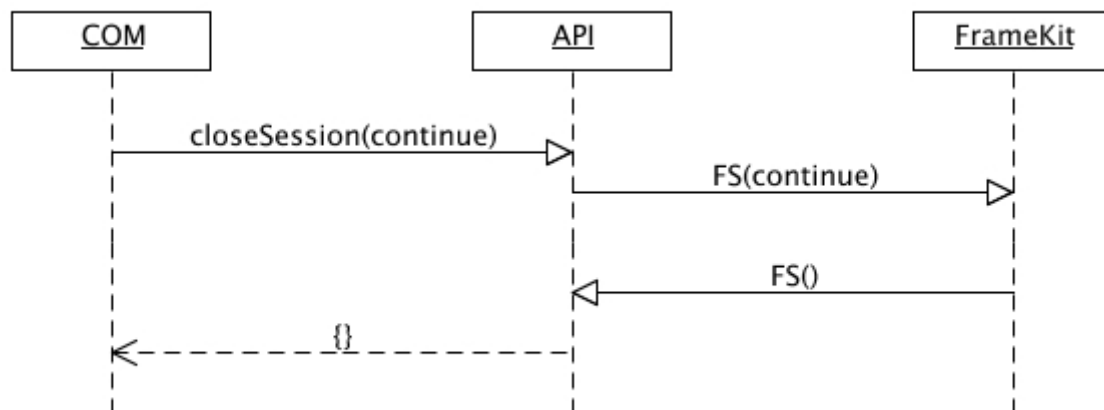 COM
API
FrameKit
closeSession(continue)
FS(continue)
FS()
{}